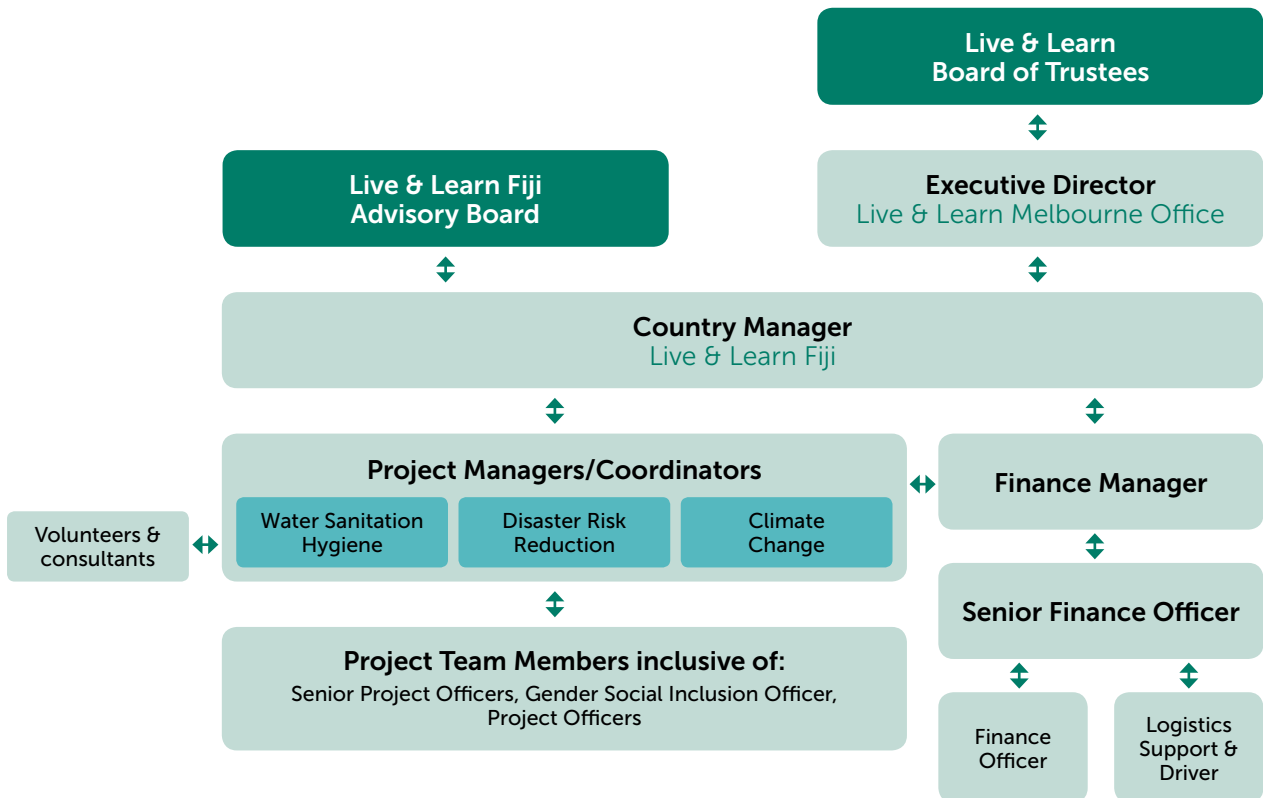 Live & Learn
Board of Trustees
Live & Learn Fiji
Advisory Board
Executive Director
Live & Learn Melbourne Office
Country Manager
Live & Learn Fiji
Project Managers/Coordinators
Water Sanitation
Hygiene
Disaster Risk
Reduction
Climate
Change
Finance Manager
Volunteers &
consultants
Senior Finance Officer
Project Team Members inclusive of:
Senior Project Officers, Gender Social Inclusion Officer,
Project Officers
Finance
Officer
Logistics
Support &
Driver